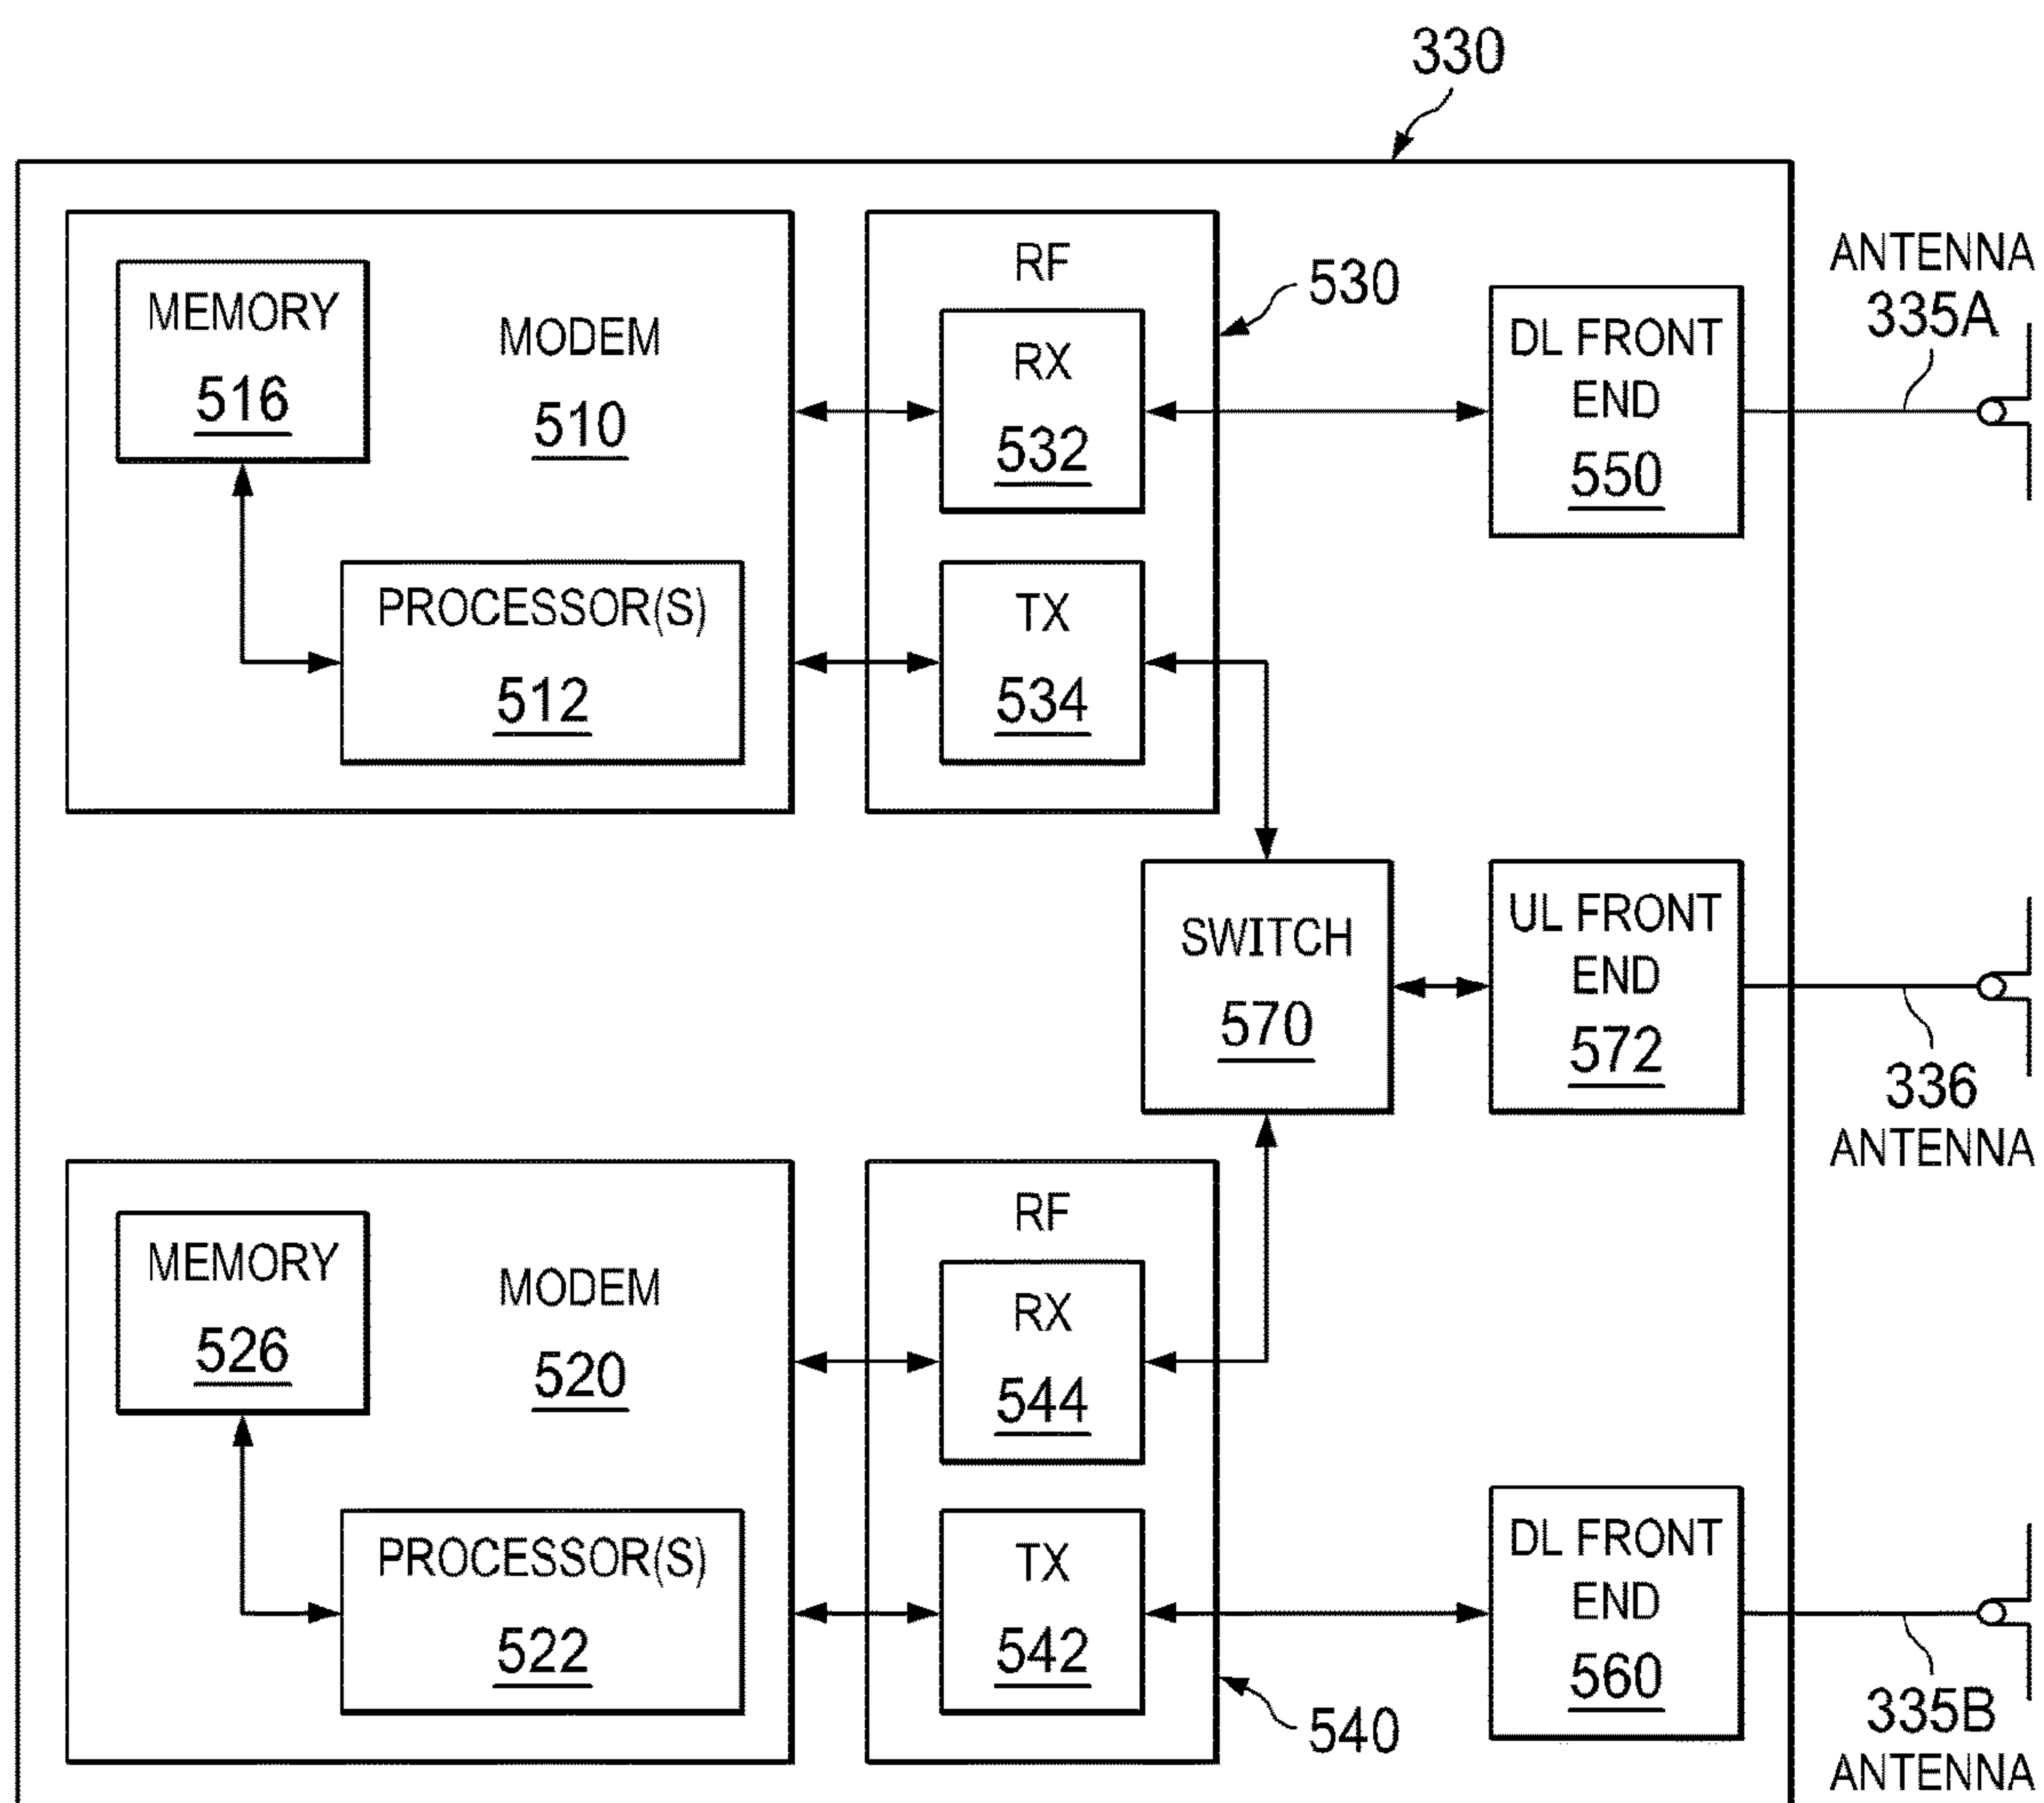 330
MEMORY
516
MODEM
510
PROCESSOR(S)
512
RF
530
RX
532
TX
534
DL FRONT
END
550
ANTENNA
335A
SWITCH
570
UL FRONT
END
572
336
ANTENNA
MEMORY
526
MODEM
520
PROCESSOR(S)
522
RF
RX
544
TX
542
540
DL FRONT
END
560
335B
ANTENNA